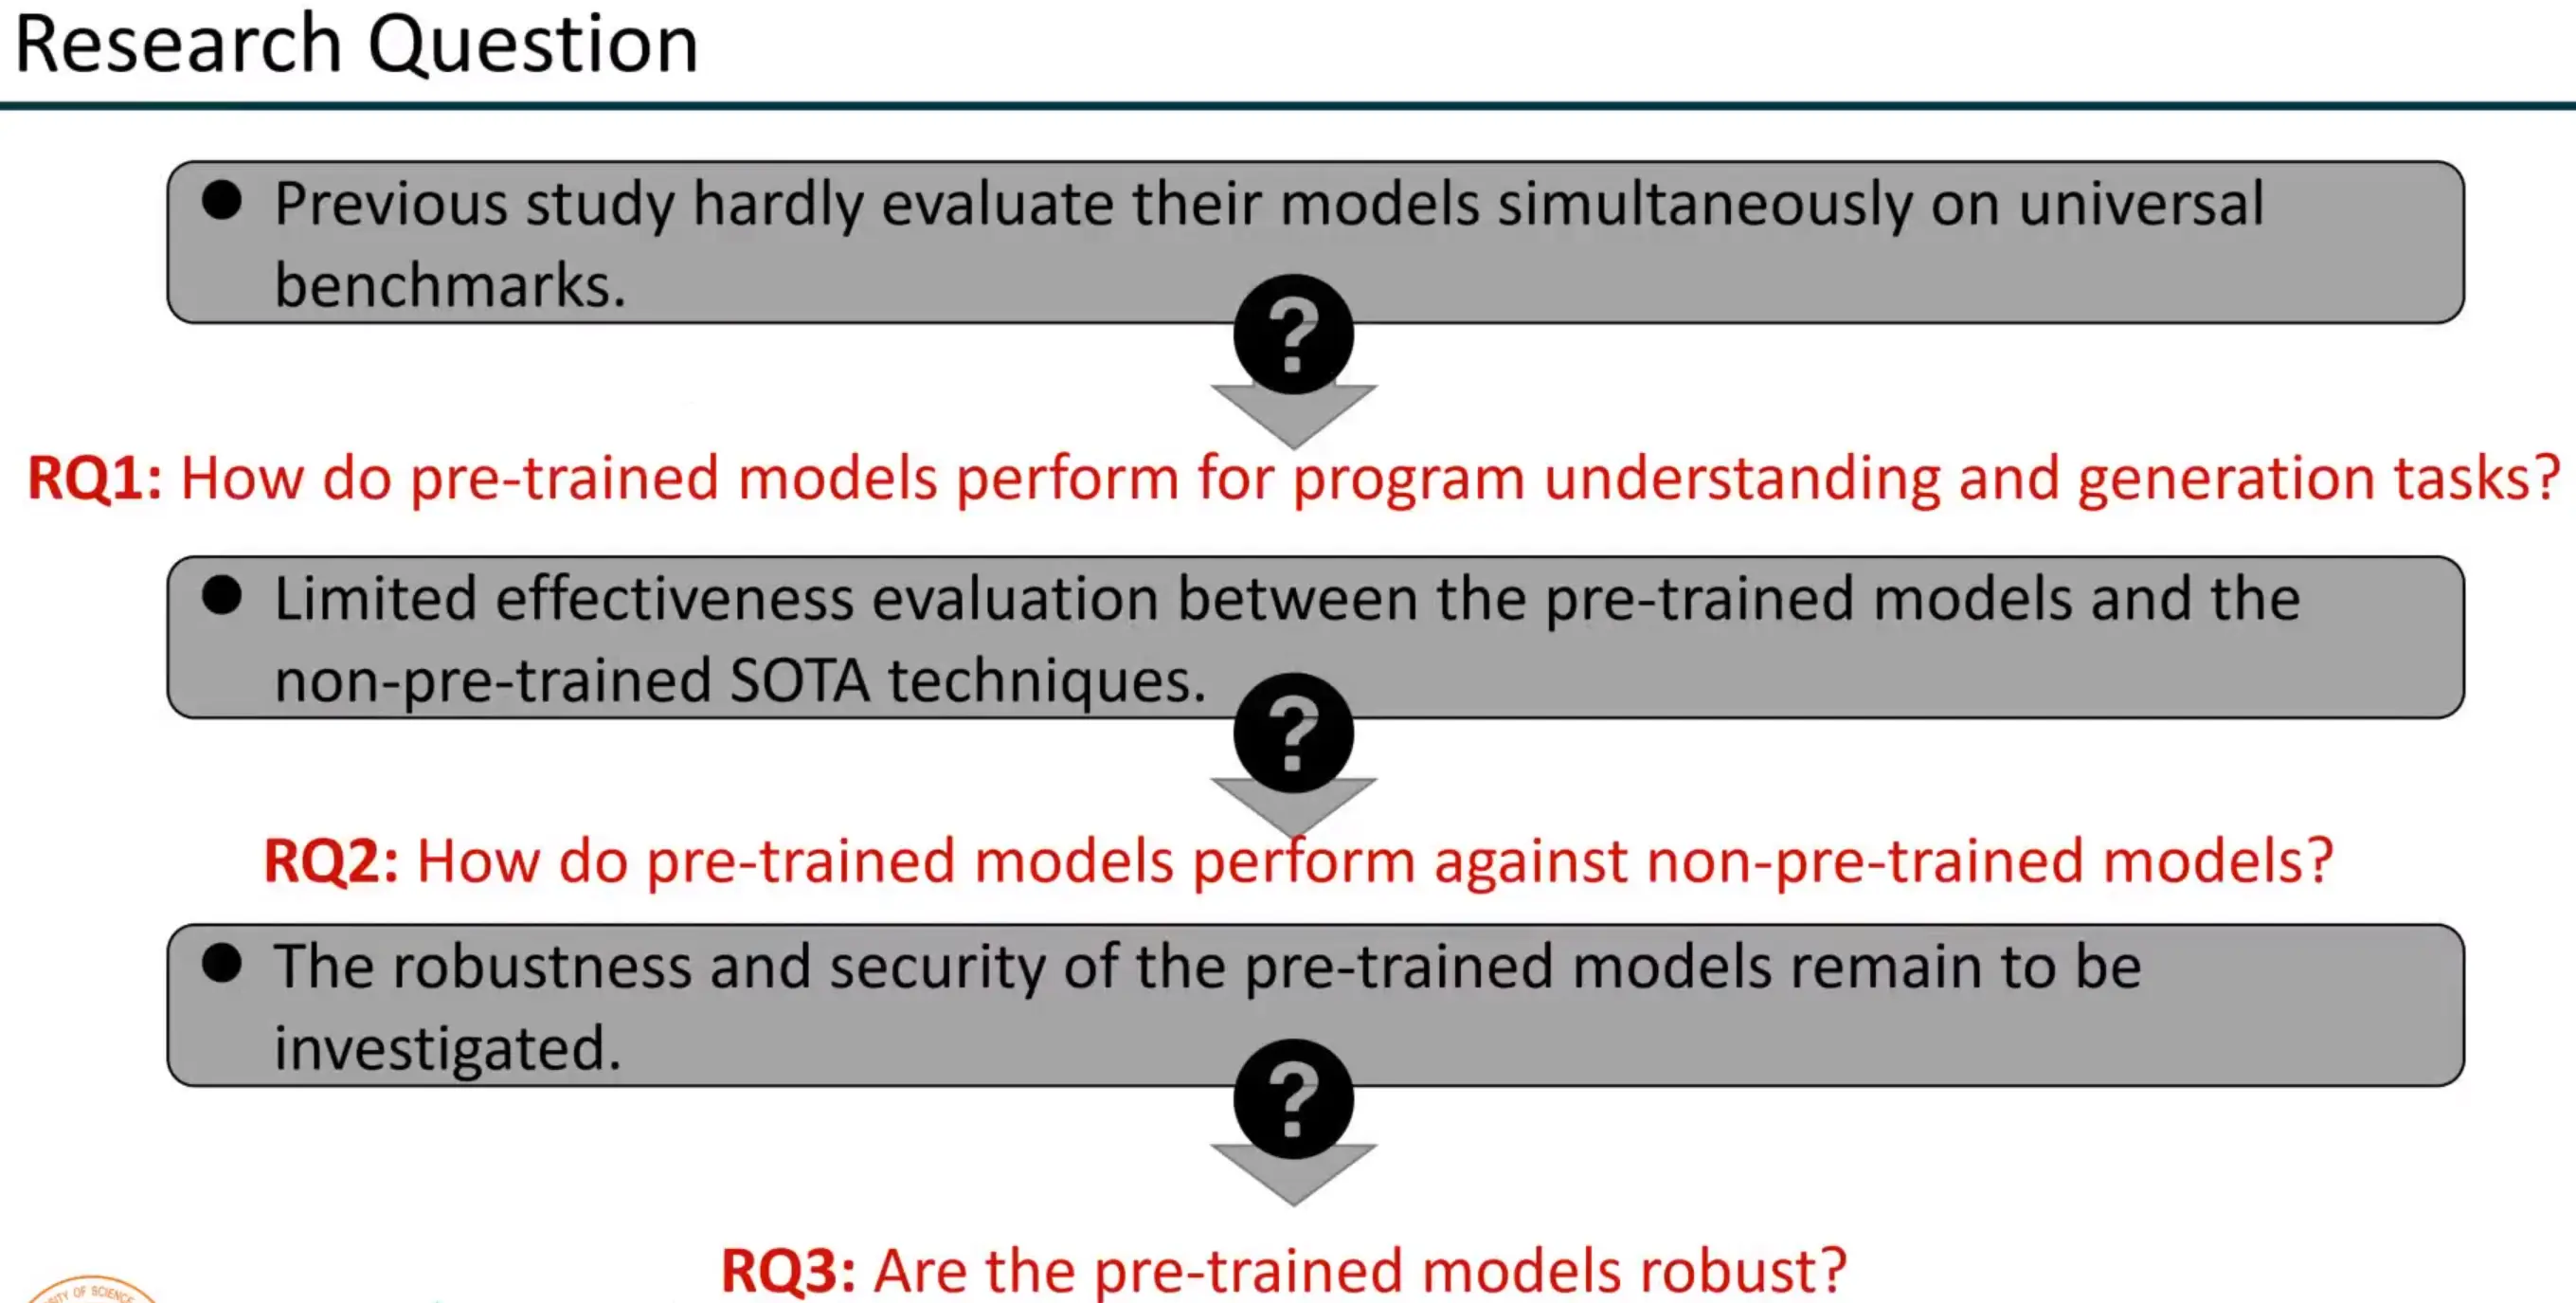 Research Question
● Previous study hardly evaluate their models simultaneously on universal
benchmarks.
?
RQ1: How do pre-trained models perform for program understanding and generation tasks?
● Limited effectiveness evaluation between the pre-trained models and the
non-pre-trained SOTA techniques.
?
RQ2: How do pre-trained models perform against non-pre-trained models?
● The robustness and security of the pre-trained models remain to be
investigated.
?
RQ3: Are the pre-trained models robust?
OF SCIENCE